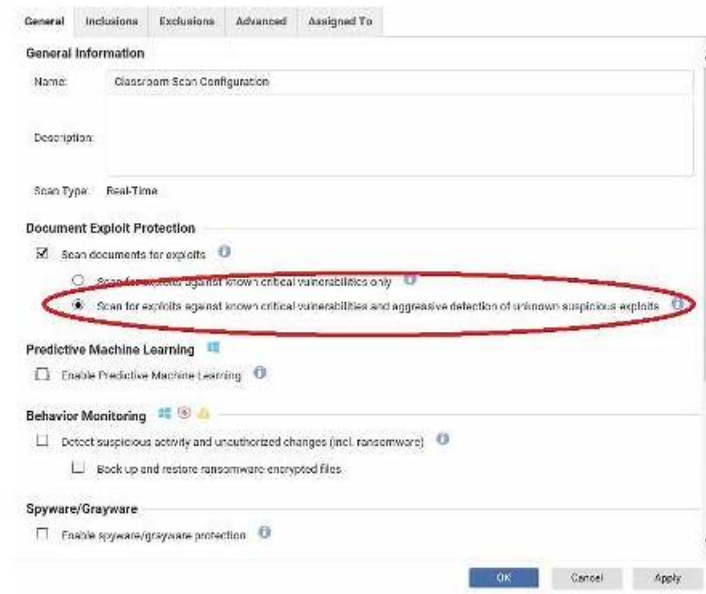 General Inclusions Exclusions Advanced Assigned To
General Information
Name: Classroom Scan Configuration
Description:
Scan Type: Real-Time
Document Exploit Protection
Scan documents for exploits
Scan for exploits against known critical vulnerabilities only
Scan for exploits against known critical vulnerabilities and aggressive detection of unknown suspicious exploits
Predictive Machine Learning
Enable Predictive Machine Learning
Behavior Monitoring
Detect suspicious activity and unauthorized changes (incl. ransomware)
Back up and restore ransomware-encrypted files
Spyware/Grayware
Enable spyware/grayware protection
OK Cancel Apply